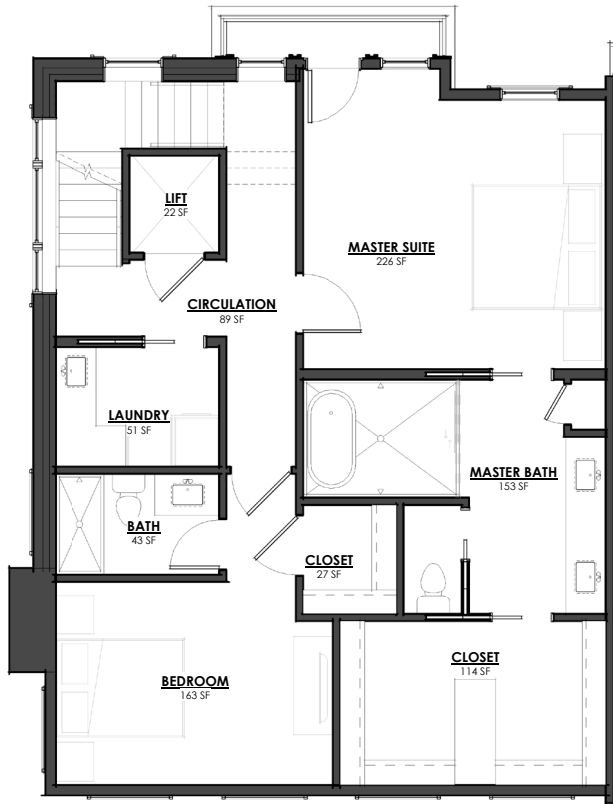 LIFT
22 SF
MASTER SUITE
226 SF
CIRCULATION
89 SF
LAUNDRY
51 SF
MASTER BATH
153 SF
BATH
43 SF
CLOSET
27 SF
CLOSET
114 SF
BEDROOM
163 SF